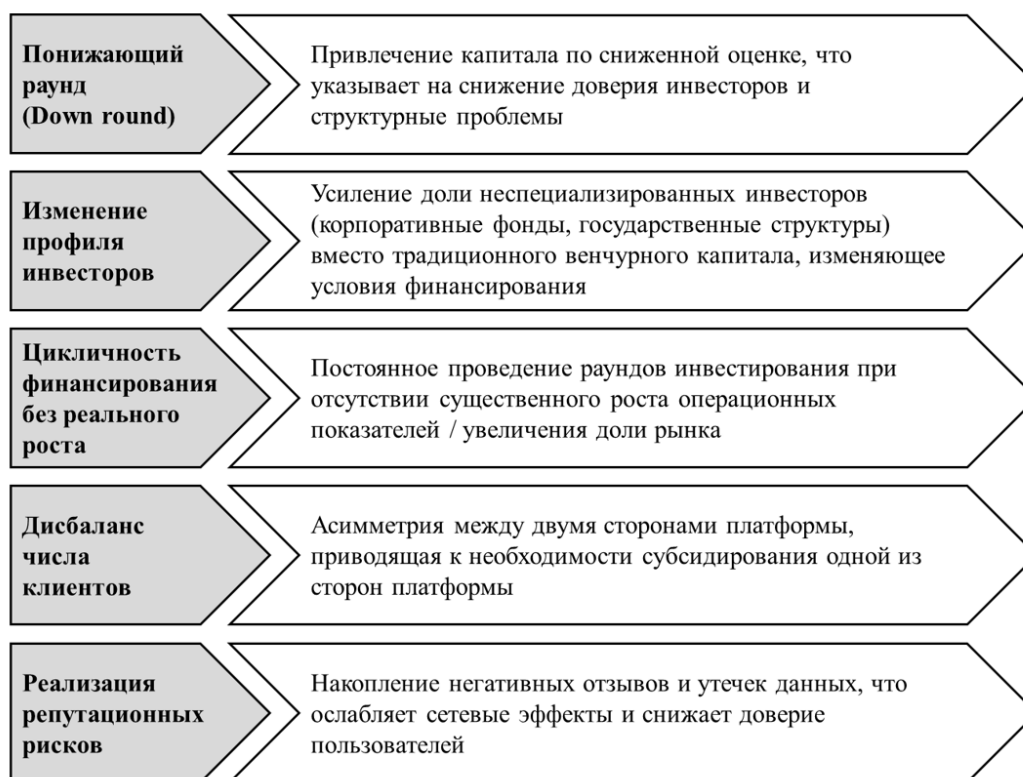 Понижающий
раунд
(Down round)
Привлечение капитала по сниженной оценке, что
указывает на снижение доверия инвесторов и
структурные проблемы
Изменение
профиля
инвесторов
Усиление доли неспециализированных инвесторов
(корпоративные фонды, государственные структуры)
вместо традиционного венчурного капитала, изменяющее
условия финансирования
Цикличность
финансирования
без реального
роста
Постоянное проведение раундов инвестирования при
отсутствии существенного роста операционных
показателей / увеличения доли рынка
Дисбаланс
числа
клиентов
Асимметрия между двумя сторонами платформы,
приводящая к необходимости субсидирования одной из
сторон платформы
Реализация
репутационных
рисков
Накопление негативных отзывов и утечек данных, что
ослабляет сетевые эффекты и снижает доверие
пользователей